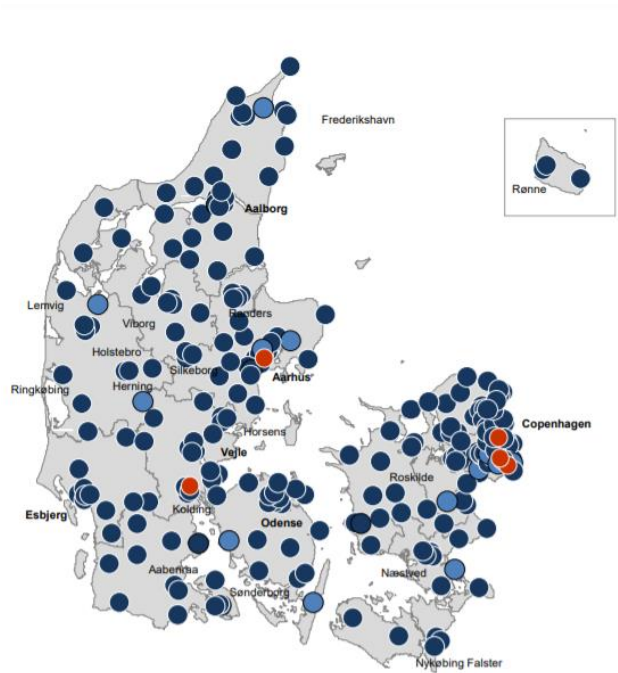 Frederikshavn
Rønne
Aalborg
Lemvig
Randers
Viborg
Holstebro
Silkeborg
Aarhus
Ringkøbing
Herning
Copenhagen
Horsens
Vejle
Roskilde
Kolding
Esbjerg
Odense
Aabenraa
Næstved
Sønderborg
Nykøbing Falster